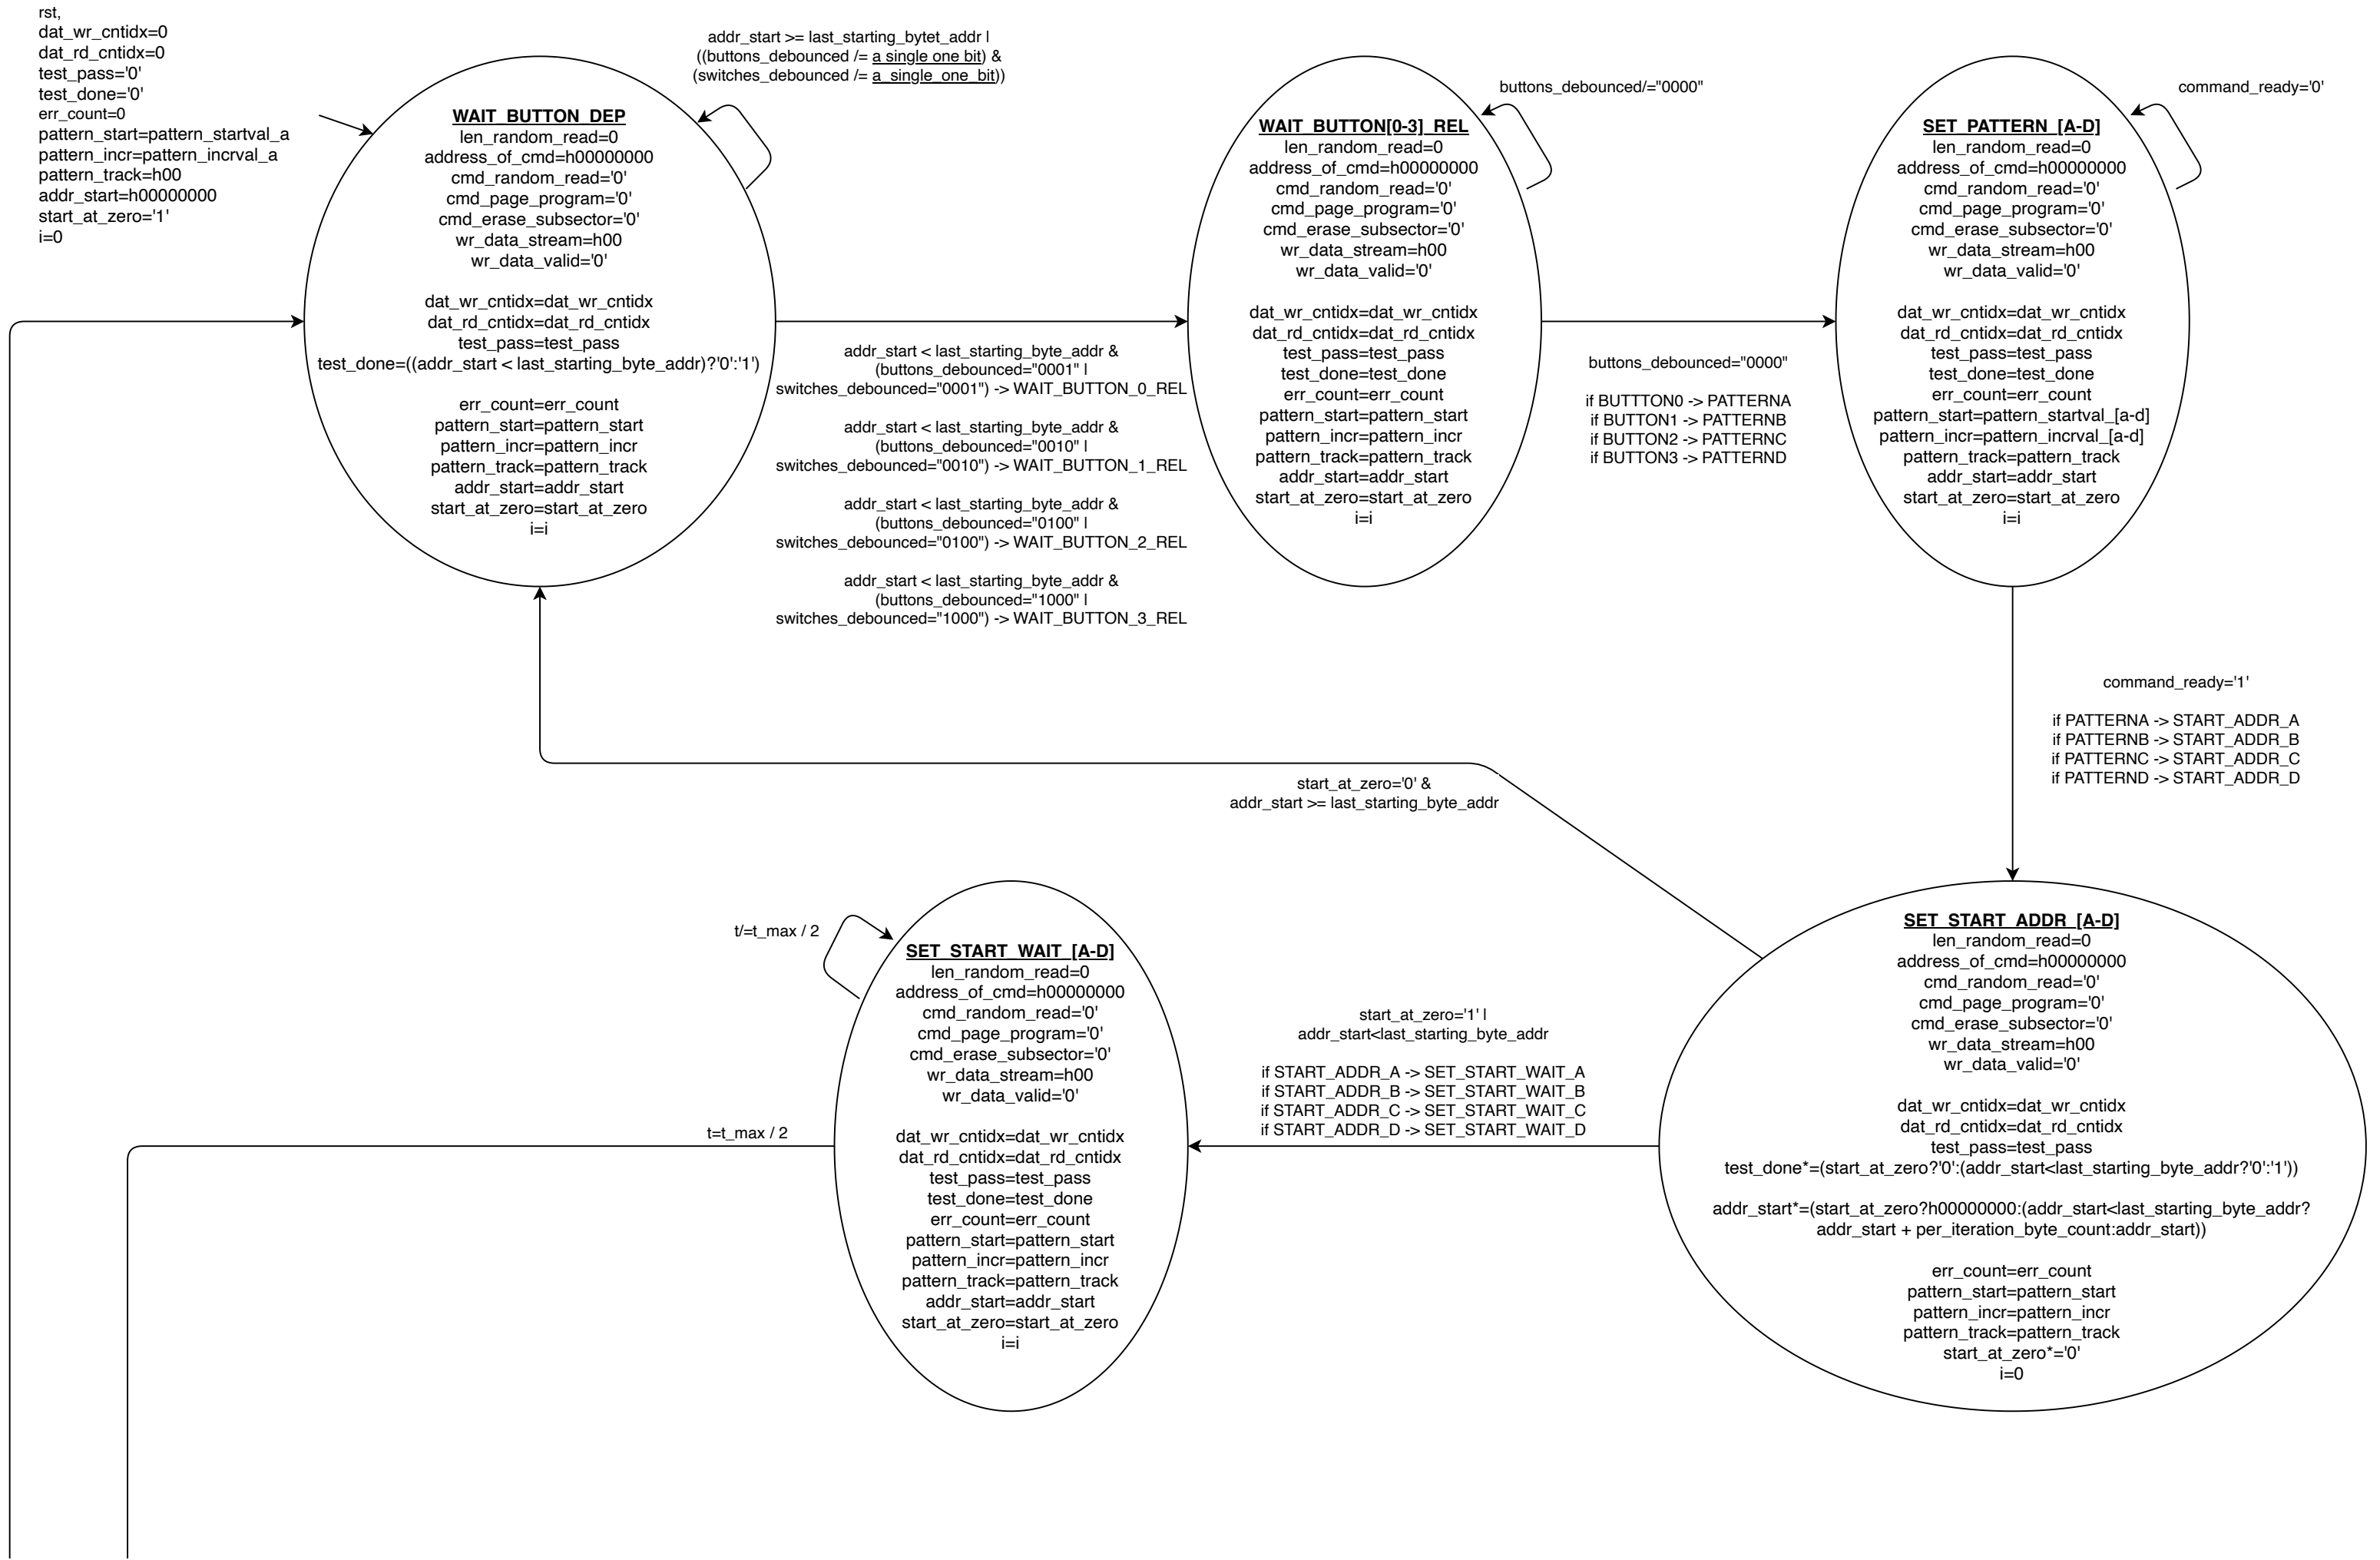 rst,
dat_wr_cntidx=0
dat_rd_cntidx=0
test_pass='0'
test_done='0'
err_count=0
pattern_start=pattern_startval_a
pattern_incr=pattern_incrval_a
pattern_track=h00
addr_start=h00000000
start_at_zero='1'
i=0
addr_start >= last_starting_bytet_addr |
((buttons_debounced /= a single one bit) &
(switches_debounced /= a_single_one_bit))
WAIT_BUTTON_DEP
len_random_read=0
address_of_cmd=h00000000
cmd_random_read='0'
cmd_page_program='0'
cmd_erase_subsector='0'
wr_data_stream=h00
wr_data_valid='0'
dat_wr_cntidx=dat_wr_cntidx
dat_rd_cntidx=dat_rd_cntidx
test_pass=test_pass
test_done=((addr_start < last_starting_byte_addr)?'0':'1')
err_count=err_count
pattern_start=pattern_start
pattern_incr=pattern_incr
pattern_track=pattern_track
addr_start=addr_start
start_at_zero=start_at_zero
i=i
addr_start < last_starting_byte_addr &
(buttons_debounced="0001" |
switches_debounced="0001") -> WAIT_BUTTON_0_REL
addr_start < last_starting_byte_addr &
(buttons_debounced="0010" |
switches_debounced="0010") -> WAIT_BUTTON_1_REL
addr_start < last_starting_byte_addr &
(buttons_debounced="0100" |
switches_debounced="0100") -> WAIT_BUTTON_2_REL
addr_start < last_starting_byte_addr &
(buttons_debounced="1000" |
switches_debounced="1000") -> WAIT_BUTTON_3_REL
buttons_debounced/="0000"
WAIT_BUTTON[0-3]_REL
len_random_read=0
address_of_cmd=h00000000
cmd_random_read='0'
cmd_page_program='0'
cmd_erase_subsector='0'
wr_data_stream=h00
wr_data_valid='0'
dat_wr_cntidx=dat_wr_cntidx
dat_rd_cntidx=dat_rd_cntidx
test_pass=test_pass
test_done=test_done
err_count=err_count
pattern_start=pattern_start
pattern_incr=pattern_incr
pattern_track=pattern_track
addr_start=addr_start
start_at_zero=start_at_zero
i=i
buttons_debounced="0000"
if BUTTTON0 -> PATTERNA
if BUTTON1 -> PATTERNB
if BUTTON2 -> PATTERNC
if BUTTON3 -> PATTERND
command_ready='0'
SET_PATTERN_[A-D]
len_random_read=0
address_of_cmd=h00000000
cmd_random_read='0'
cmd_page_program='0'
cmd_erase_subsector='0'
wr_data_stream=h00
wr_data_valid='0'
dat_wr_cntidx=dat_wr_cntidx
dat_rd_cntidx=dat_rd_cntidx
test_pass=test_pass
test_done=test_done
err_count=err_count
pattern_start=pattern_startval_[a-d]
pattern_incr=pattern_incrval_[a-d]
pattern_track=pattern_track
addr_start=addr_start
start_at_zero=start_at_zero
i=i
command_ready='1'
if PATTERNA -> START_ADDR_A
if PATTERNB -> START_ADDR_B
if PATTERNC -> START_ADDR_C
if PATTERND -> START_ADDR_D
start_at_zero='0' &
addr_start >= last_starting_byte_addr
SET_START_ADDR_[A-D]
len_random_read=0
address_of_cmd=h00000000
cmd_random_read='0'
cmd_page_program='0'
cmd_erase_subsector='0'
wr_data_stream=h00
wr_data_valid='0'
dat_wr_cntidx=dat_wr_cntidx
dat_rd_cntidx=dat_rd_cntidx
test_pass=test_pass
test_done*=(start_at_zero?'0':(addr_start<last_starting_byte_addr?'0':'1'))
addr_start*=(start_at_zero?h00000000:(addr_start<last_starting_byte_addr?
addr_start + per_iteration_byte_count:addr_start))
err_count=err_count
pattern_start=pattern_start
pattern_incr=pattern_incr
pattern_track=pattern_track
start_at_zero*='0'
i=0
start_at_zero='1' |
addr_start<last_starting_byte_addr
if START_ADDR_A -> SET_START_WAIT_A
if START_ADDR_B -> SET_START_WAIT_B
if START_ADDR_C -> SET_START_WAIT_C
if START_ADDR_D -> SET_START_WAIT_D
t/=t_max / 2
SET_START_WAIT_[A-D]
len_random_read=0
address_of_cmd=h00000000
cmd_random_read='0'
cmd_page_program='0'
cmd_erase_subsector='0'
wr_data_stream=h00
wr_data_valid='0'
dat_wr_cntidx=dat_wr_cntidx
dat_rd_cntidx=dat_rd_cntidx
test_pass=test_pass
test_done=test_done
err_count=err_count
pattern_start=pattern_start
pattern_incr=pattern_incr
pattern_track=pattern_track
addr_start=addr_start
start_at_zero=start_at_zero
i=i
t=t_max / 2